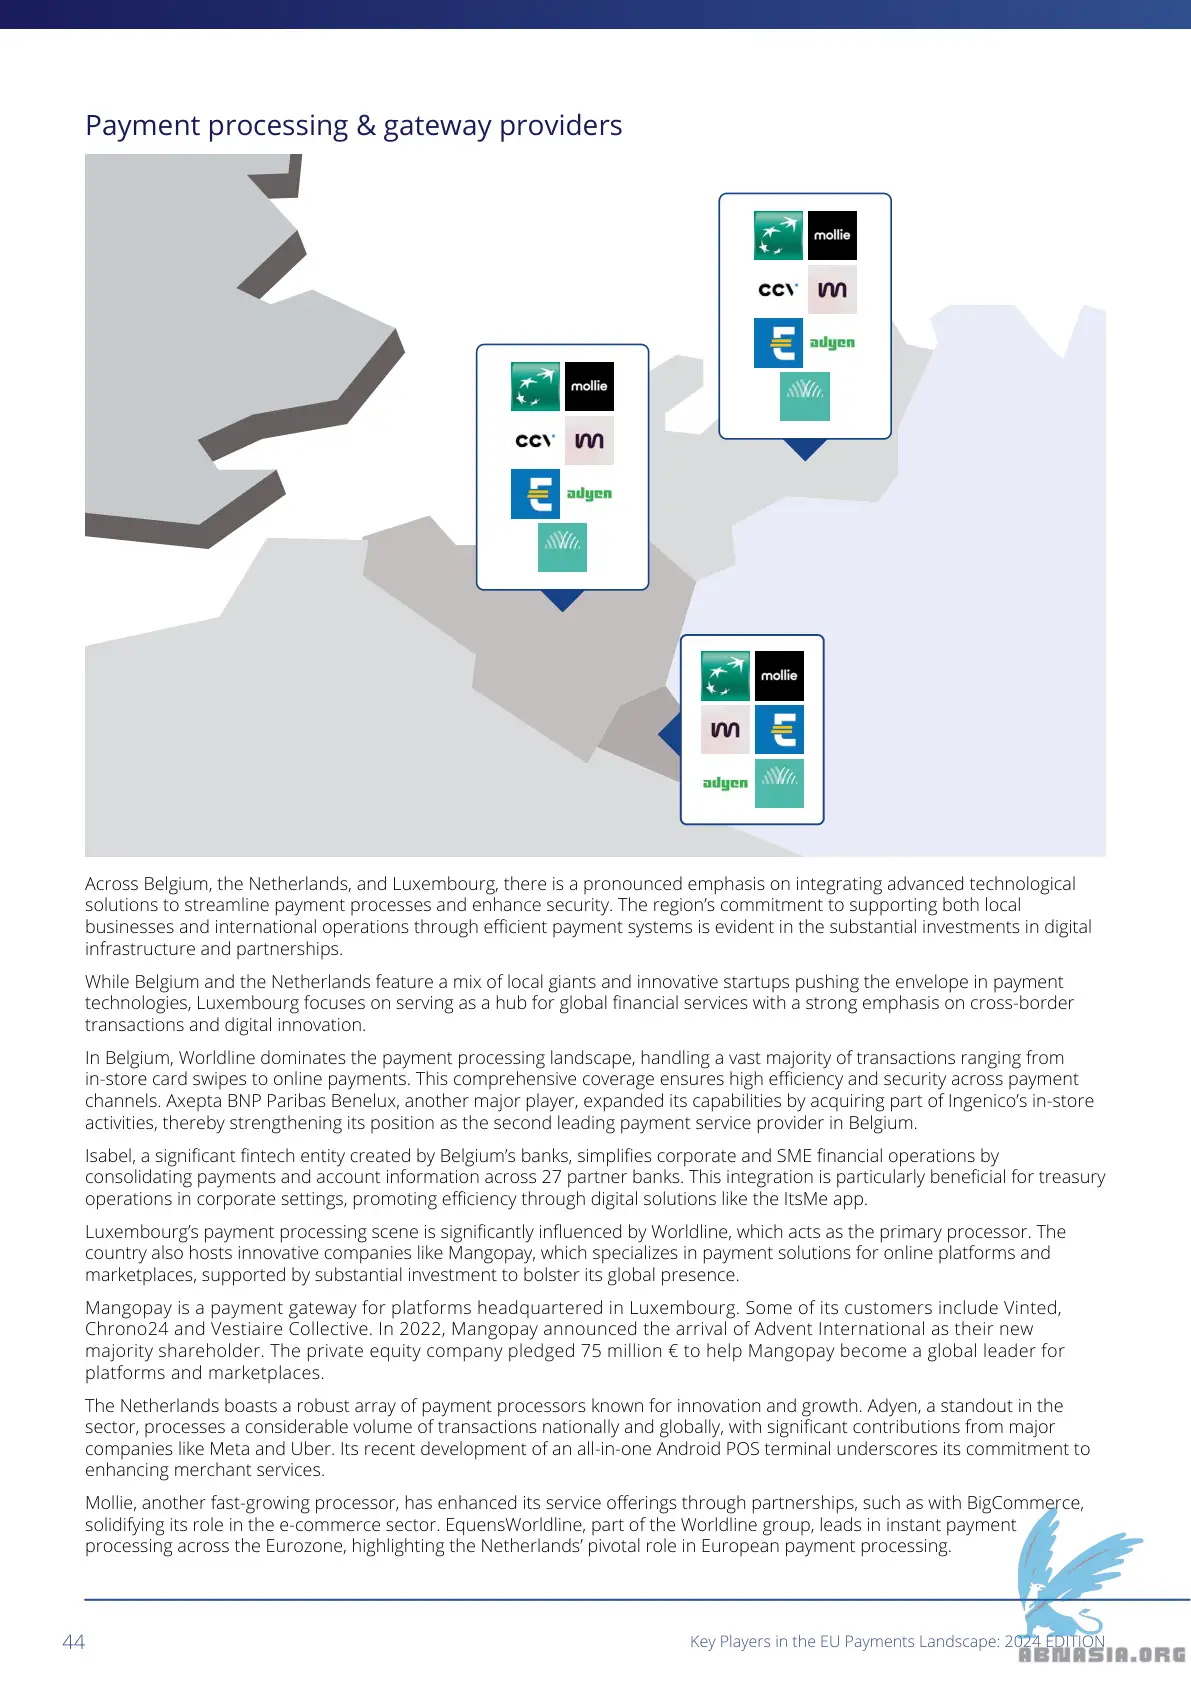 Payment processing & gateway providers
mollie
CCV
adyen
mollie
CCV
adyen
mollie
adyen
Across Belgium, the Netherlands, and Luxembourg, there is a pronounced emphasis on integrating advanced technological
solutions to streamline payment processes and enhance security. The region’s commitment to supporting both local
businesses and international operations through efficient payment systems is evident in the substantial investments in digital
infrastructure and partnerships.
While Belgium and the Netherlands feature a mix of local giants and innovative startups pushing the envelope in payment
technologies, Luxembourg focuses on serving as a hub for global financial services with a strong emphasis on cross-border
transactions and digital innovation.
In Belgium, Worldline dominates the payment processing landscape, handling a vast majority of transactions ranging from
in-store card swipes to online payments. This comprehensive coverage ensures high efficiency and security across payment
channels. Axepta BNP Paribas Benelux, another major player, expanded its capabilities by acquiring part of Ingenico’s in-store
activities, thereby strengthening its position as the second leading payment service provider in Belgium.
Isabel, a significant fintech entity created by Belgium’s banks, simplifies corporate and SME financial operations by
consolidating payments and account information across 27 partner banks. This integration is particularly beneficial for treasury
operations in corporate settings, promoting efficiency through digital solutions like the ItsMe app.
Luxembourg’s payment processing scene is significantly influenced by Worldline, which acts as the primary processor. The
country also hosts innovative companies like Mangopay, which specializes in payment solutions for online platforms and
marketplaces, supported by substantial investment to bolster its global presence.
Mangopay is a payment gateway for platforms headquartered in Luxembourg. Some of its customers include Vinted,
Chrono24 and Vestiaire Collective. In 2022, Mangopay announced the arrival of Advent International as their new
majority shareholder. The private equity company pledged 75 million € to help Mangopay become a global leader for
platforms and marketplaces.
The Netherlands boasts a robust array of payment processors known for innovation and growth. Adyen, a standout in the
sector, processes a considerable volume of transactions nationally and globally, with significant contributions from major
companies like Meta and Uber. Its recent development of an all-in-one Android POS terminal underscores its commitment to
enhancing merchant services.
Mollie, another fast-growing processor, has enhanced its service offerings through partnerships, such as with BigCommerce,
solidifying its role in the e-commerce sector. EquensWorldline, part of the Worldline group, leads in instant payment
processing across the Eurozone, highlighting the Netherlands’ pivotal role in European payment processing.
44
Key Players in the EU Payments Landscape: 2024 EDITION
ABNASIA.ORG